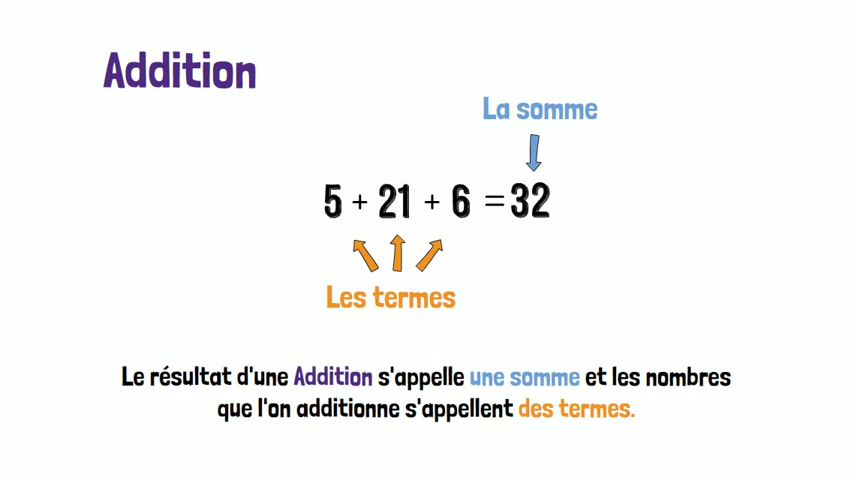 Addition
La somme
5 + 21 + 6 = 32
Les termes
Le résultat d'une Addition s'appelle une somme et les nombres
que l'on additionne s'appellent des termes.